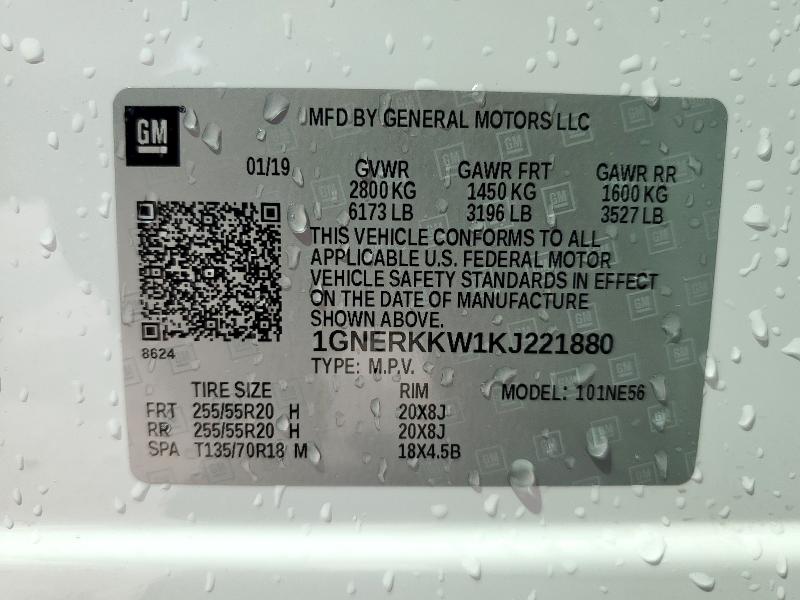 GM
MFD BY GENERAL MOTORS LLC
01/19 GVWR GAWR FRT GAWR RR
2800 KG 1450 KG 1600 KG
6173 LB 3196 LB 3527 LB
THIS VEHICLE CONFORMS TO ALL
APPLICABLE U.S. FEDERAL MOTOR
VEHICLE SAFETY STANDARDS IN EFFECT
ON THE DATE OF MANUFACTURE
SHOWN ABOVE.
8624
1GNERKKW1KJ221880
TYPE: M.P.V.
TIRE SIZE RIM MODEL: 101NE56
FRT 255/55R20 H 20X8J
RR 255/55R20 H 20X8J
SPA T135/70R18 M 18X4.5B